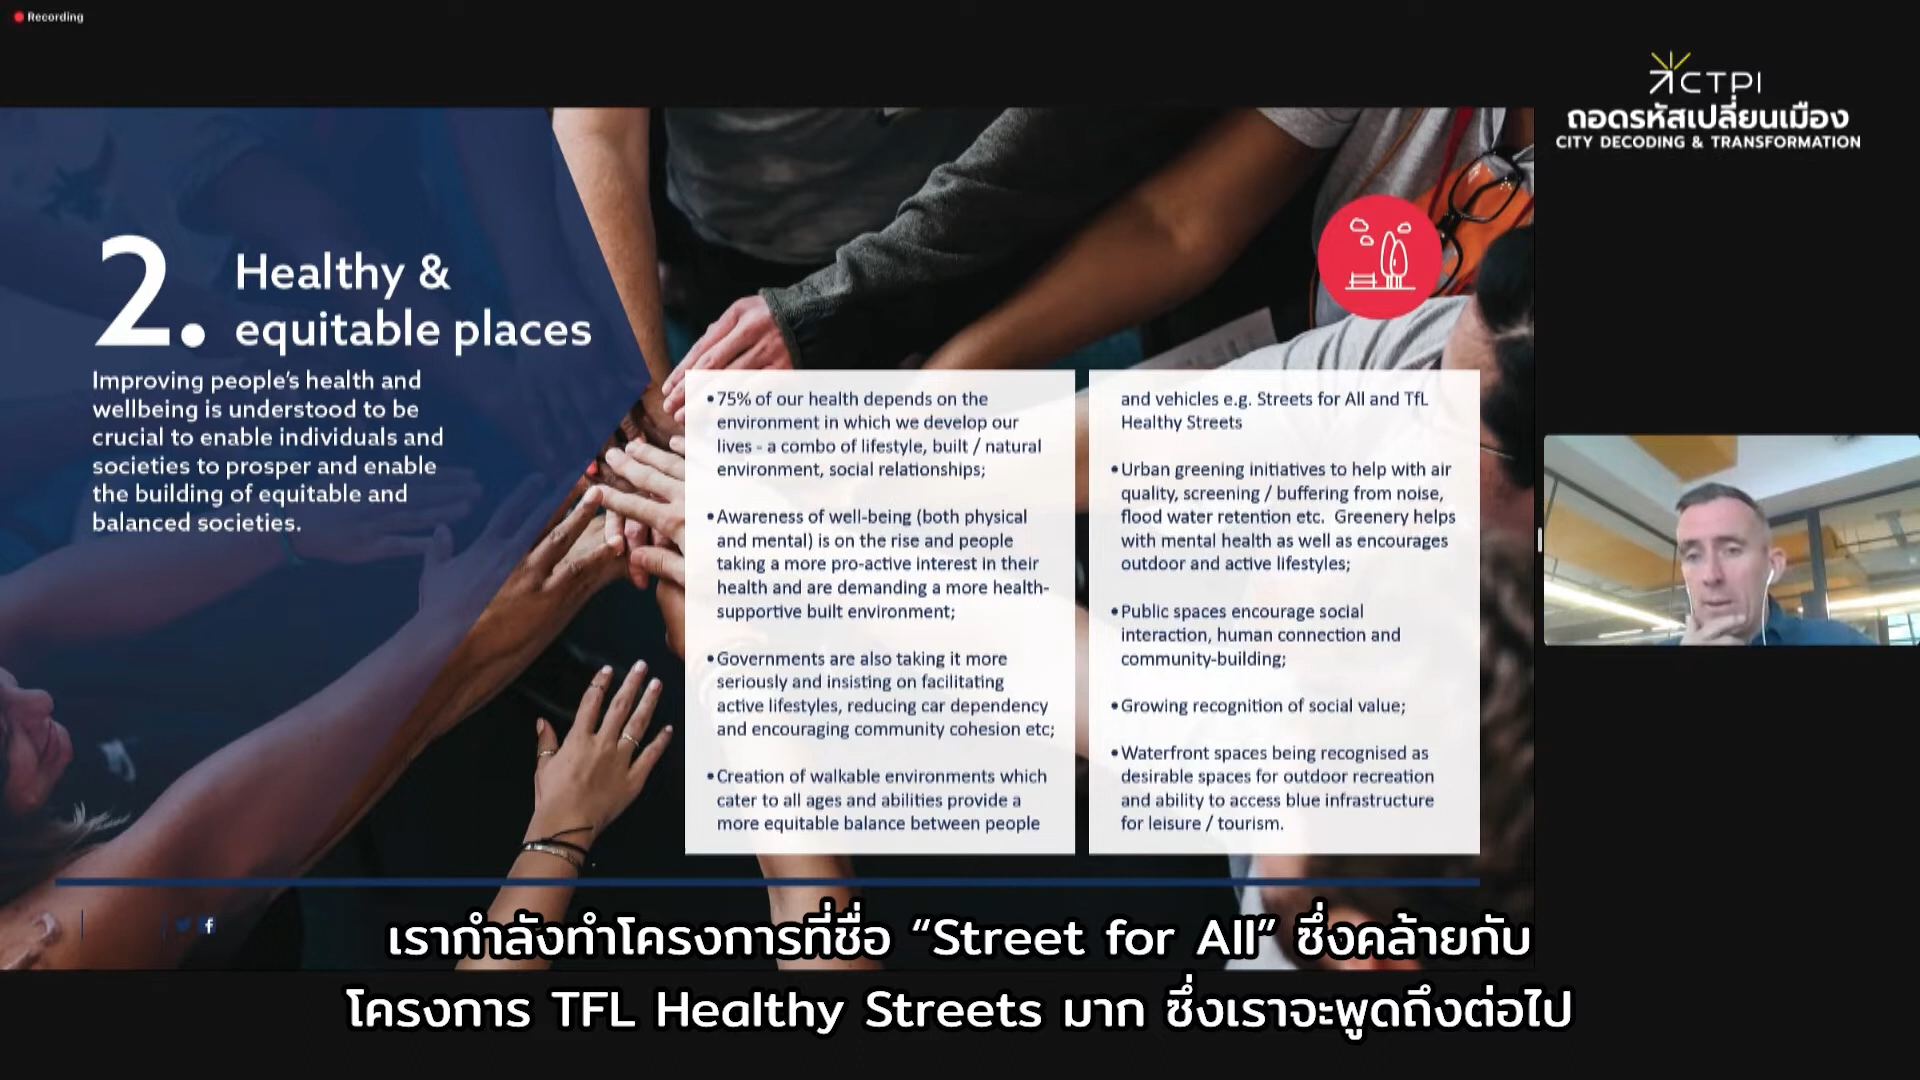 Recording
CTPI
ถอดรหัสเปลี่ยนเมือง
CITY DECODING & TRANSFORMATION
2. Healthy &
equitable places
Improving people's health and
wellbeing is understood to be
crucial to enable individuals and
societies to prosper and enable
the building of equitable and
balanced societies.
•75% of our health depends on the
environment in which we develop our
lives - a combo of lifestyle, built / natural
environment, social relationships;
•Awareness of well-being (both physical
and mental) is on the rise and people
taking a more pro-active interest in their
health and are demanding a more health-
supportive built environment;
•Governments are also taking it more
seriously and insisting on facilitating
active lifestyles, reducing car dependency
and encouraging community cohesion etc;
•Creation of walkable environments which
cater to all ages and abilities provide a
more equitable balance between people
and vehicles e.g. Streets for All and TfL
Healthy Streets
•Urban greening initiatives to help with air
quality, screening / buffering from noise,
flood water retention etc. Greenery helps
with mental health as well as encourages
outdoor and active lifestyles;
•Public spaces encourage social
interaction, human connection and
community-building;
•Growing recognition of social value;
•Waterfront spaces being recognised as
desirable spaces for outdoor recreation
and ability to access blue infrastructure
for leisure / tourism.
เรากำลังทำโครงการที่ชื่อ “Street for All” ซึ่งคล้ายกับ
โครงการ TFL Healthy Streets มาก ซึ่งเราจะพูดถึงต่อไป